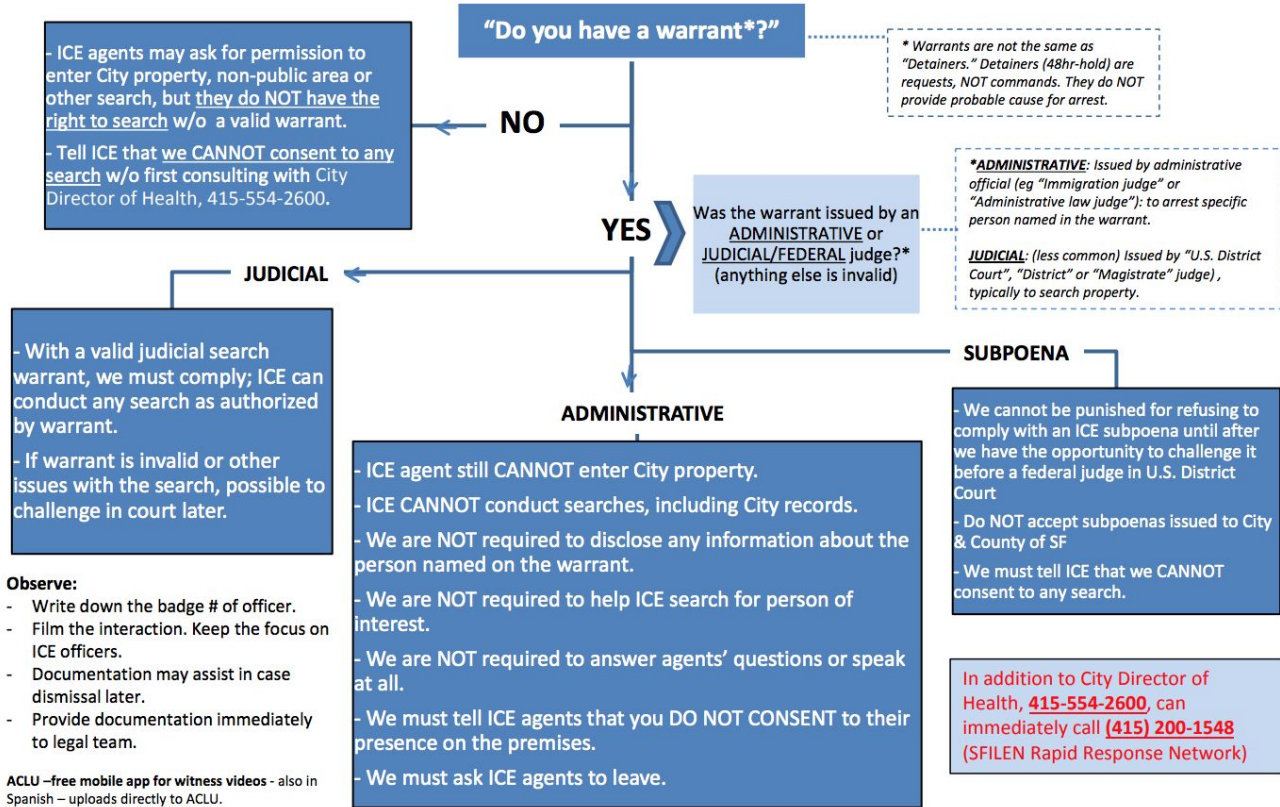 “Do you have a warrant*?”
* Warrants are not the same as
“Detainers.” Detainers (48hr-hold) are
requests, NOT commands. They do NOT
provide probable cause for arrest.
- ICE agents may ask for permission to
enter City property, non-public area or
other search, but they do NOT have the
right to search w/o a valid warrant.
- Tell ICE that we CANNOT consent to any
search w/o first consulting with City
Director of Health, 415-554-2600.
NO
YES
Was the warrant issued by an
ADMINISTRATIVE or
JUDICIAL/FEDERAL judge?*
(anything else is invalid)
*ADMINISTRATIVE: Issued by administrative
official (eg “Immigration judge” or
“Administrative law judge”): to arrest specific
person named in the warrant.
JUDICIAL: (less common) Issued by “U.S. District
Court”, “District” or “Magistrate” judge) ,
typically to search property.
JUDICIAL
- With a valid judicial search
warrant, we must comply; ICE can
conduct any search as authorized
by warrant.
- If warrant is invalid or other
issues with the search, possible to
challenge in court later.
ADMINISTRATIVE
- ICE agent still CANNOT enter City property.
- ICE CANNOT conduct searches, including City records.
- We are NOT required to disclose any information about the
person named on the warrant.
- We are NOT required to help ICE search for person of
interest.
- We are NOT required to answer agents’ questions or speak
at all.
- We must tell ICE agents that you DO NOT CONSENT to their
presence on the premises.
- We must ask ICE agents to leave.
SUBPOENA
- We cannot be punished for refusing to
comply with an ICE subpoena until after
we have the opportunity to challenge it
before a federal judge in U.S. District
Court
- Do NOT accept subpoenas issued to City
& County of SF
- We must tell ICE that we CANNOT
consent to any search.
Observe:
- Write down the badge # of officer.
- Film the interaction. Keep the focus on
ICE officers.
- Documentation may assist in case
dismissal later.
- Provide documentation immediately
to legal team.
ACLU –free mobile app for witness videos - also in
Spanish – uploads directly to ACLU.
In addition to City Director of
Health, 415-554-2600, can
immediately call (415) 200-1548
(SFILEN Rapid Response Network)